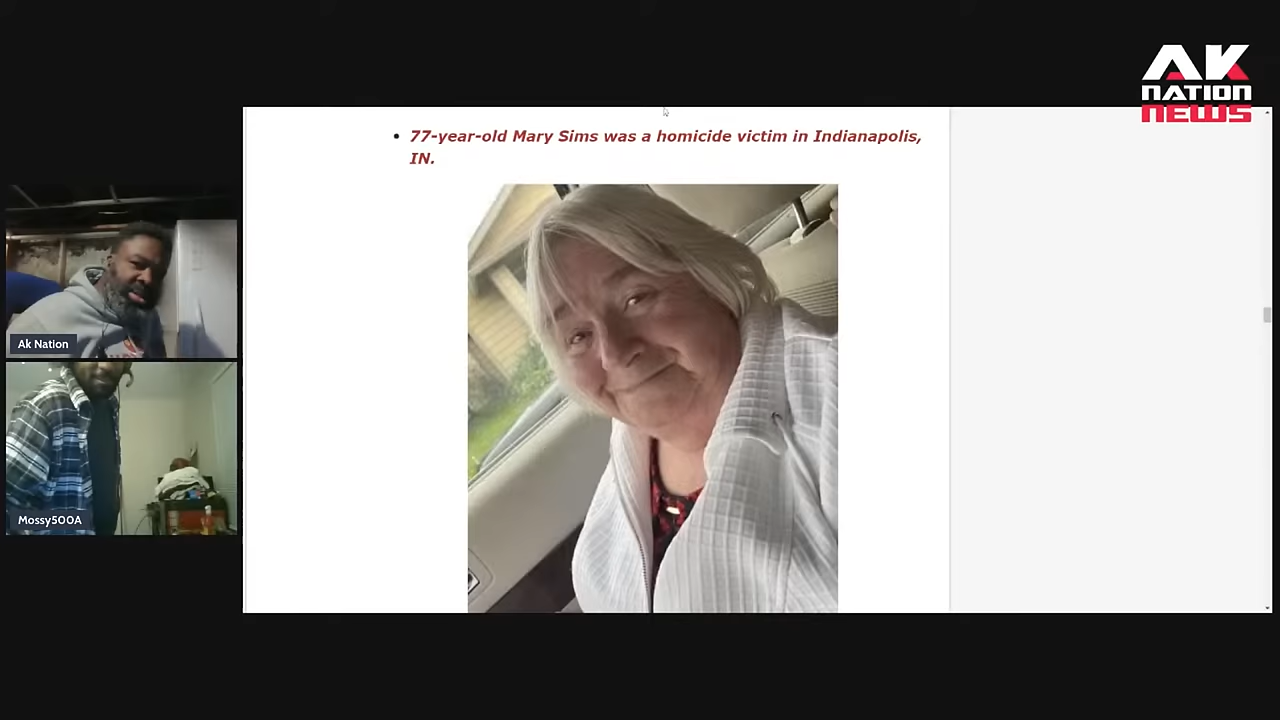 AK
NATION
NEWS
• 77-year-old Mary Sims was a homicide victim in Indianapolis,
IN.
Ak Nation
Mossy500A